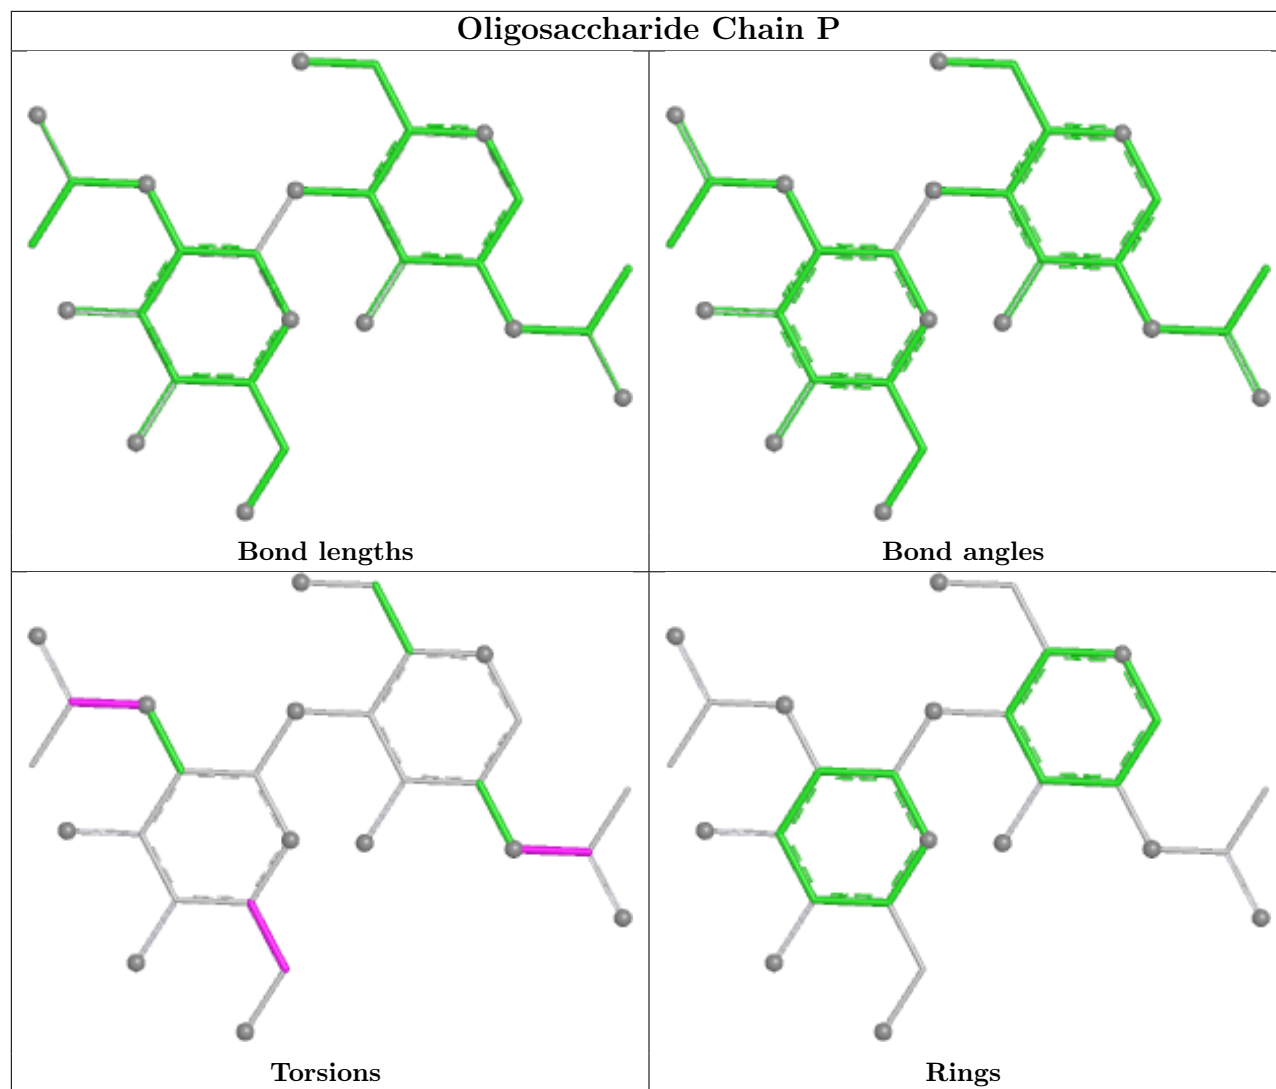 Oligosaccharide Chain P
Bond lengths
Bond angles
Torsions
Rings